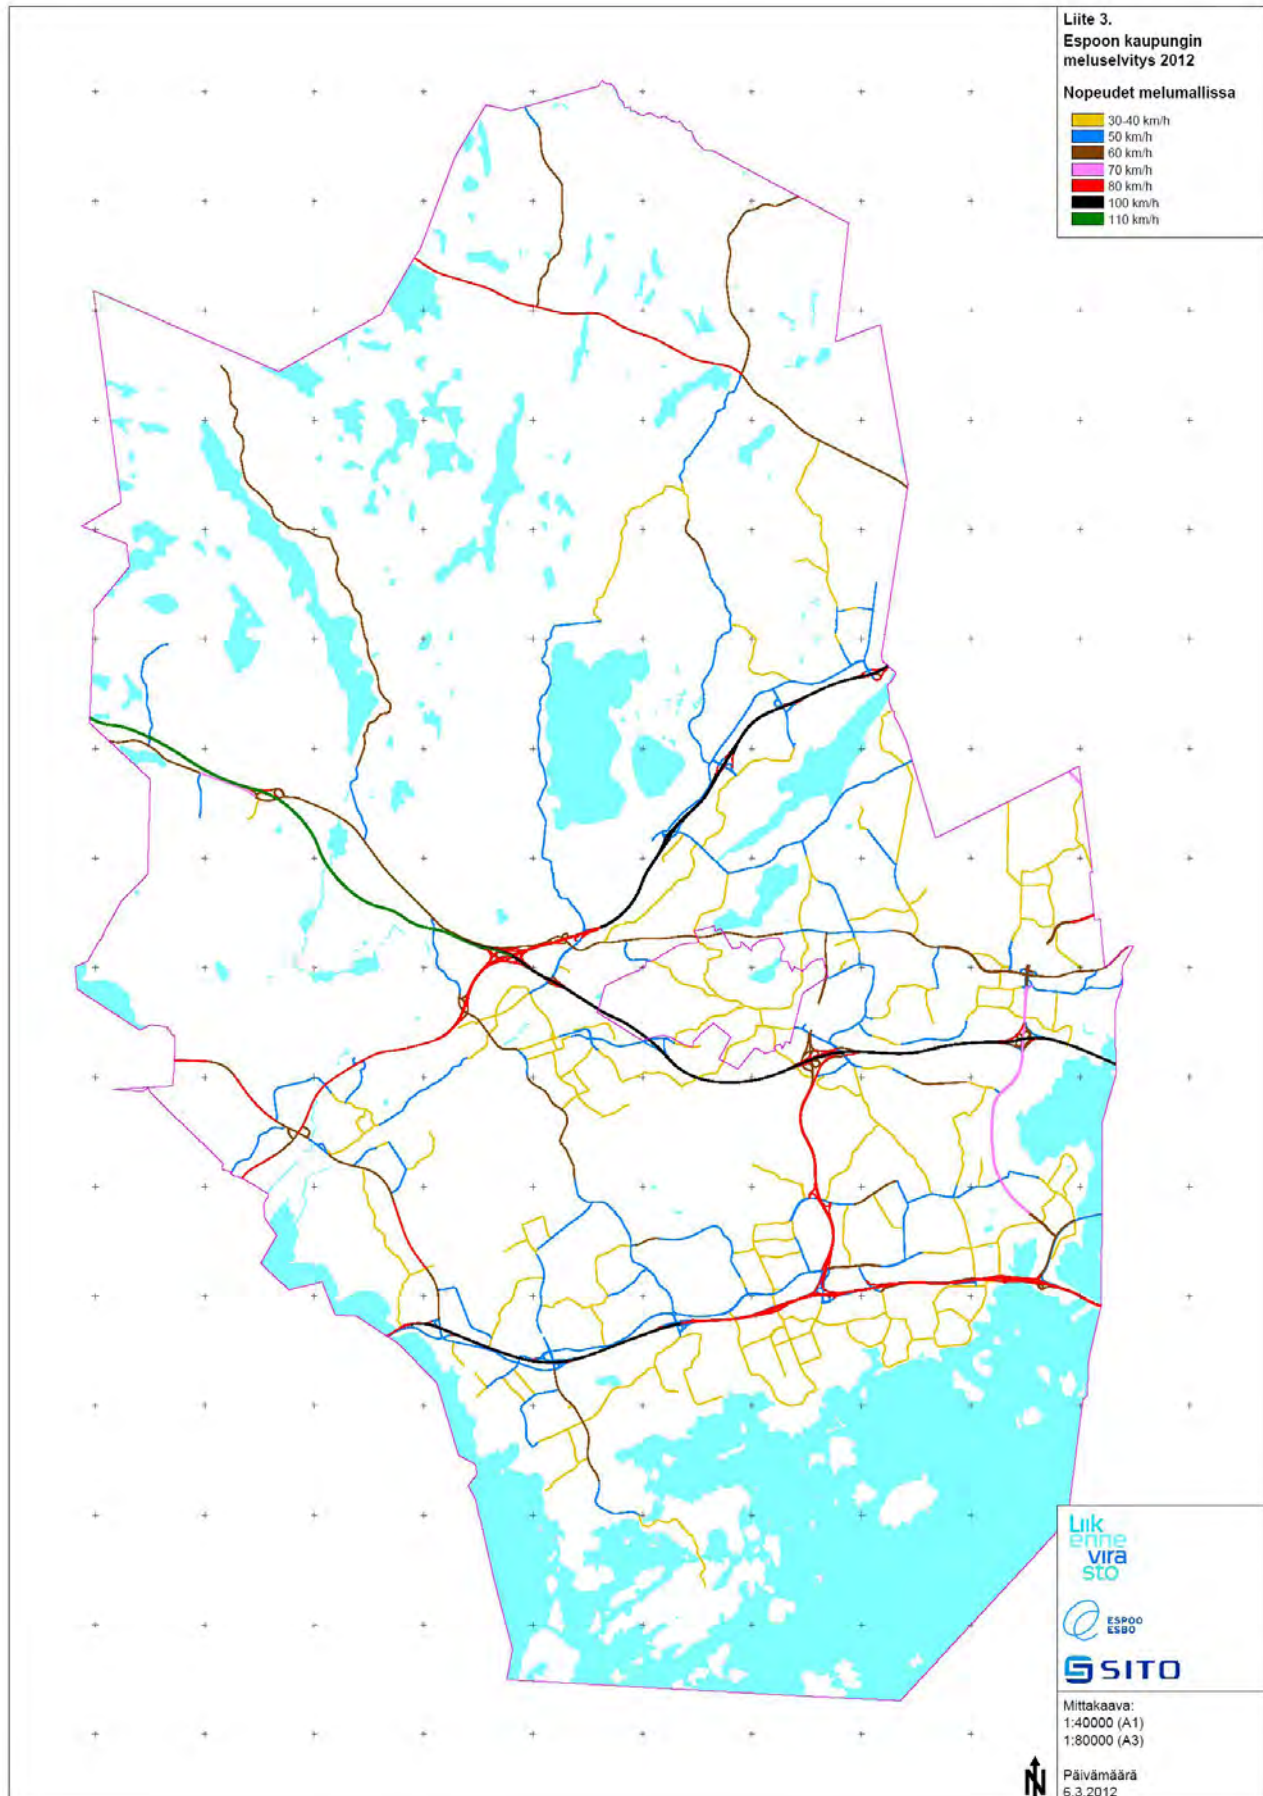 Liite 3.
Espoon kaupungin
meluselvitys 2012
Nopeudet melumallissa
30-40 km/h
50 km/h
60 km/h
70 km/h
80 km/h
100 km/h
110 km/h
Liik
enne
vira
sto
ESPOO
ESBO
SITO
Mittakaava:
1:40000 (A1)
1:80000 (A3)
N
Päivämäärä
6.3.2012